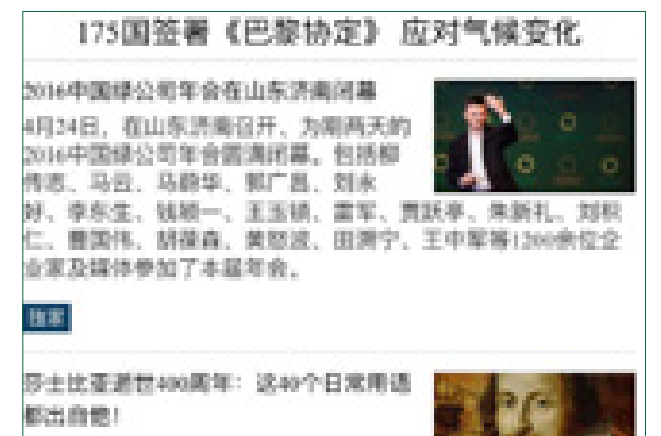 175国签署《巴黎协定》 应对气候变化
2016中国绿公司年会在山东济南闭幕
4月24日，在山东济南召开、为期两天的
2016中国绿公司年会圆满闭幕。包括柳
传志、马云、马蔚华、郭广昌、刘永
好、李东生、钱颖一、王玉锁、雷军、贾跃亭、朱新礼、刘积
仁、曹国伟、胡葆森、黄怒波、田溯宁、王中军等1200余位企
业家及媒体参加了本届年会。
独家
莎士比亚逝世400周年：这40个日常用语
都出自他！